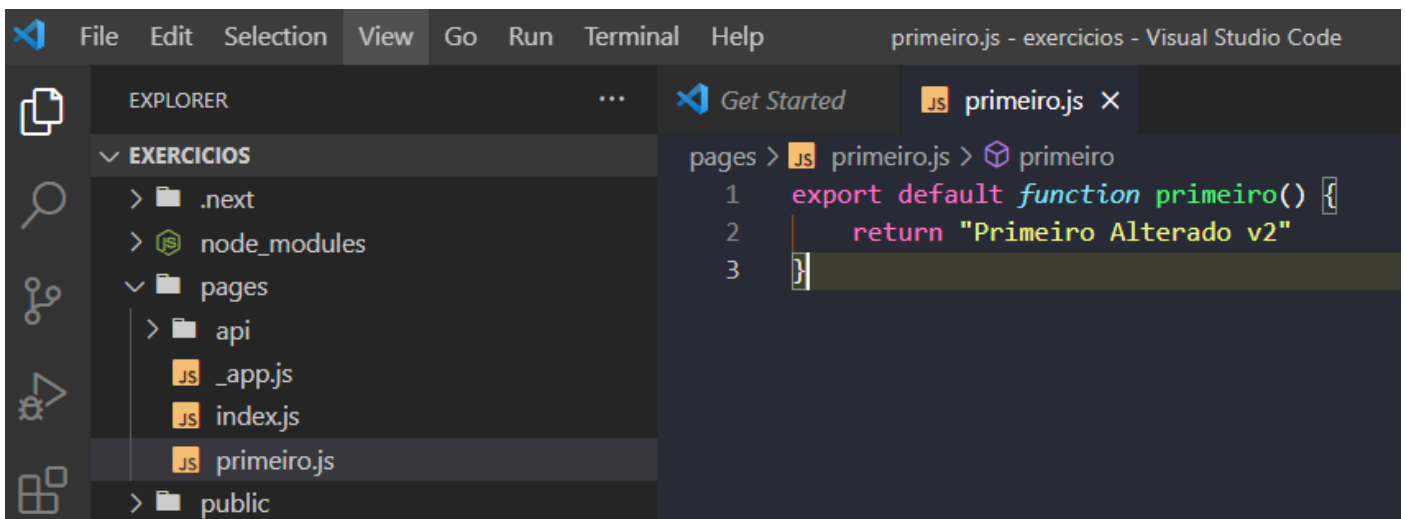 File Edit Selection View Go Run Terminal Help primeiro.js - exercicios - Visual Studio Code
EXPLORER ...
Get Started JS primeiro.js ×
EXERCICIOS
.next
JS node_modules
pages
api
JS _app.js
JS index.js
JS primeiro.js
public
pages > JS primeiro.js > primeiro
1 export default function primeiro() {
2 return "Primeiro Alterado v2"
3 }